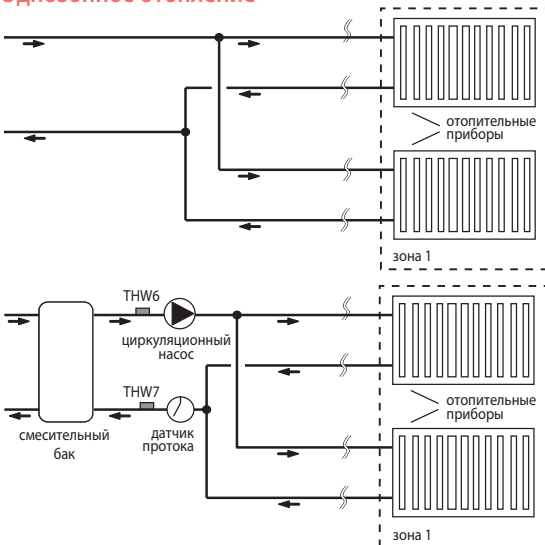 однозонное отопление
отопительные
приборы
зона 1
THW6
циркуляционный
насос
THW7
датчик
протока
смесительный
бак
отопительные
приборы
зона 1